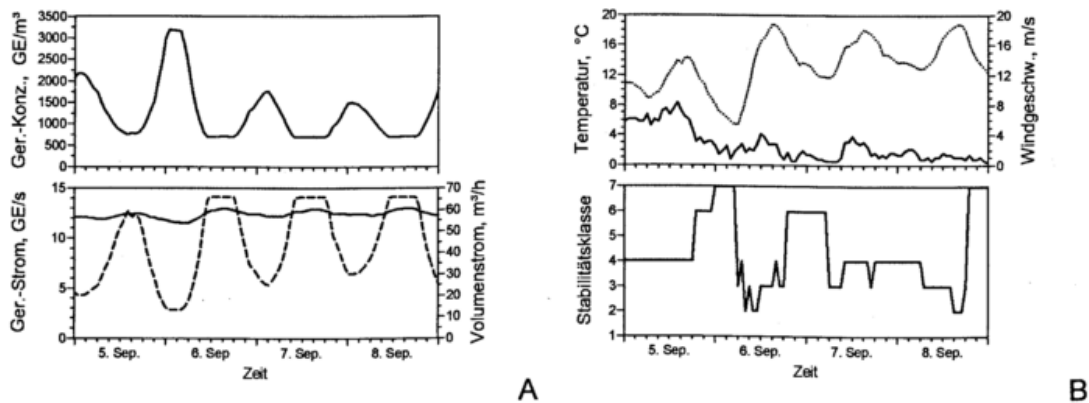 3500
3000
2500
2000
1500
1000
500
0
Ger.-Konz., GE/m³
15
10
5
0
Ger.-Strom, GE/s
70
60
50
40
30
20
10
0
Volumenstrom, m³/h
5. Sep.
6. Sep
7. Sep.
8. Sep.
Zeit
A
20
16
12
8
4
0
Temperatur, °C
20
16
12
8
4
0
Windgeschw., m/s
7
6
5
4
3
2
1
Stabilitätsklasse
5. Sep.
6. Sep.
7. Sep.
8. Sep.
Zeit
B